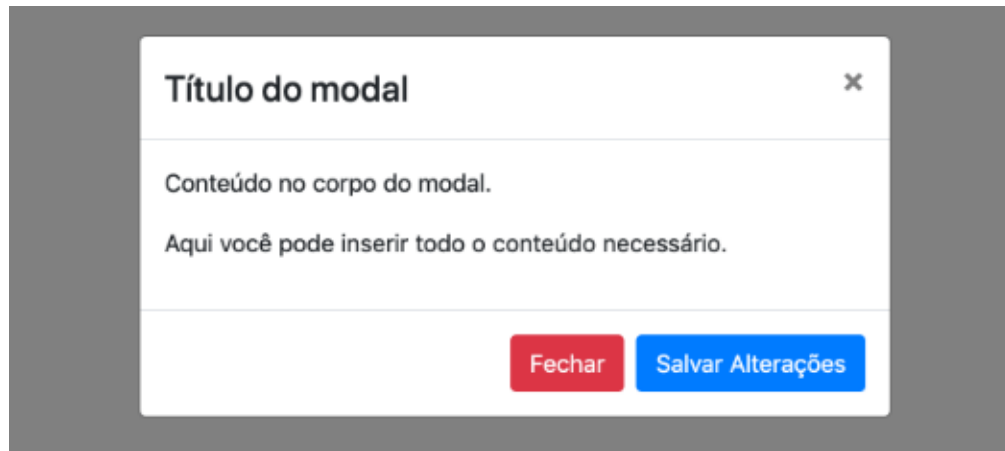 Título do modal ×
Conteúdo no corpo do modal.
Aqui você pode inserir todo o conteúdo necessário.
Fechar Salvar Alterações